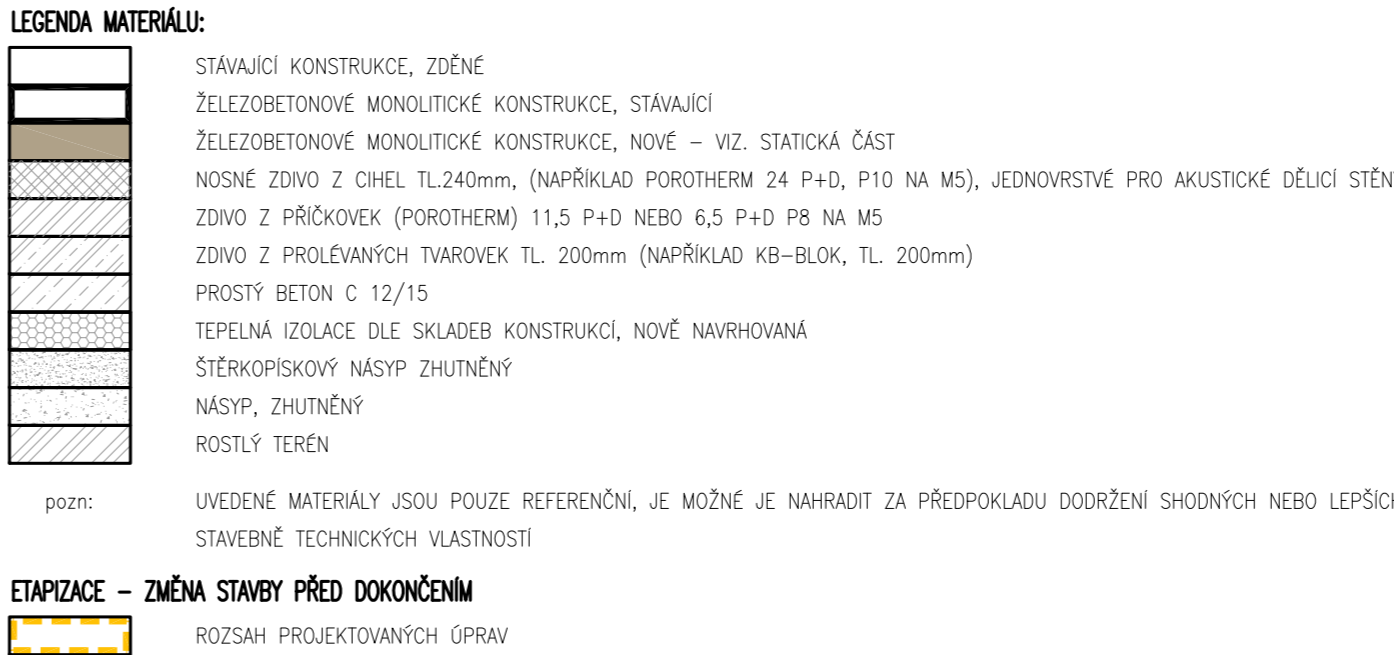 LEGENDA MATERIÁLU:
STÁVAJÍCÍ KONSTRUKCE, ZDĚNÉ
ŽELEZOBETONOVÉ MONOLITICKÉ KONSTRUKCE, STÁVAJÍCÍ
ŽELEZOBETONOVÉ MONOLITICKÉ KONSTRUKCE, NOVÉ – VIZ. STATICKÁ ČÁST
NOSNÉ ZDIVO Z CIHEL TL.240mm, (NAPŘÍKLAD POROTHERM 24 P+D, P10 NA M5), JEDNOVRSTVÉ PRO AKUSTICKÉ DĚLICÍ STĚN
ZDIVO Z PŘÍČKOVEK (POROTHERM) 11,5 P+D NEBO 6,5 P+D P8 NA M5
ZDIVO Z PROLÉVANÝCH TVAROVEK TL. 200mm (NAPŘÍKLAD KB–BLOK, TL. 200mm)
PROSTÝ BETON C 12/15
TEPELNÁ IZOLACE DLE SKLADEB KONSTRUKCÍ, NOVĚ NAVRHOVANÁ
ŠTĚRKOPÍSKOVÝ NÁSYP ZHUTNĚNÝ
NÁSYP, ZHUTNĚNÝ
ROSTLÝ TERÉN
pozn: UVEDENÉ MATERIÁLY JSOU POUZE REFERENČNÍ, JE MOŽNÉ JE NAHRADIT ZA PŘEDPOKLADU DODRŽENÍ SHODNÝCH NEBO LEPŠÍCH
STAVEBNĚ TECHNICKÝCH VLASTNOSTÍ
ETAPIZACE – ZMĚNA STAVBY PŘED DOKONČENÍM
ROZSAH PROJEKTOVANÝCH ÚPRAV